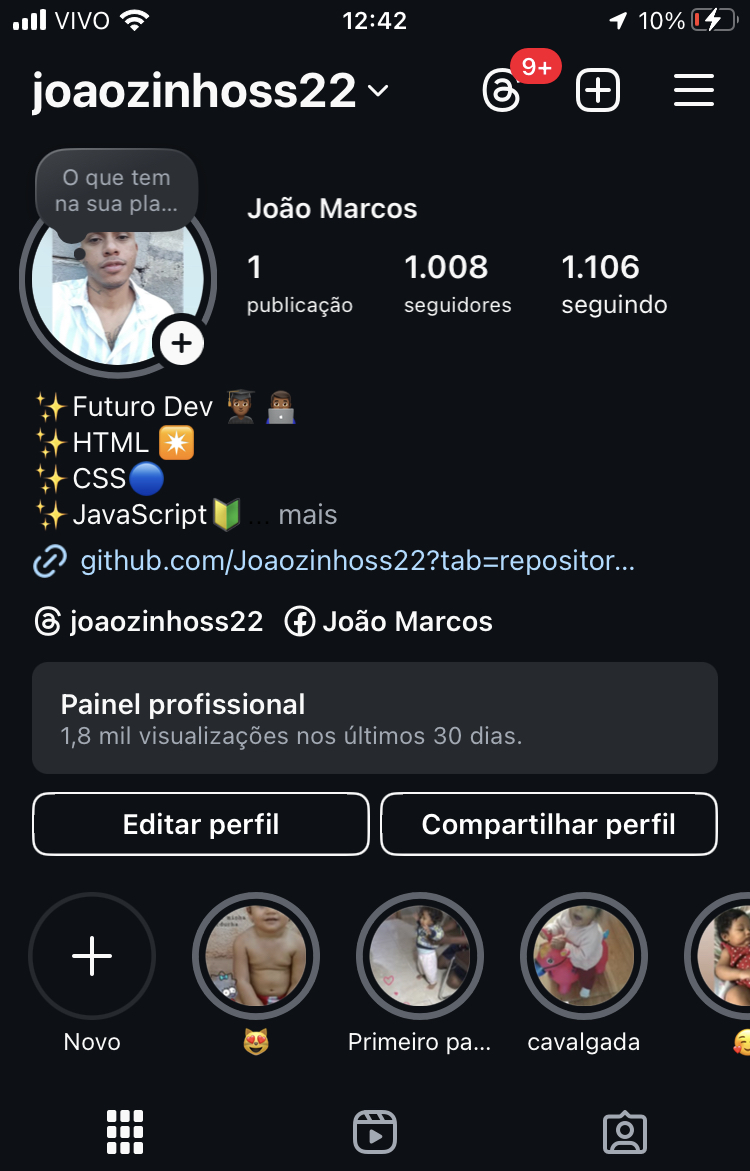 VIVO 12:42 10%
joaozinhoss22 9+
O que tem
na sua pla...
João Marcos
1 1.008 1.106
publicação seguidores seguindo
✨Futuro Dev 👨🏾‍🎓 👨🏾‍💻
✨HTML ✴️
✨CSS🔵
✨JavaScript🔰... mais
github.com/Joaozinhoss22?tab=repositor...
joaozinhoss22 João Marcos
Painel profissional
1,8 mil visualizações nos últimos 30 dias.
Editar perfil Compartilhar perfil
Novo 😻 Primeiro pa... cavalgada 🥰